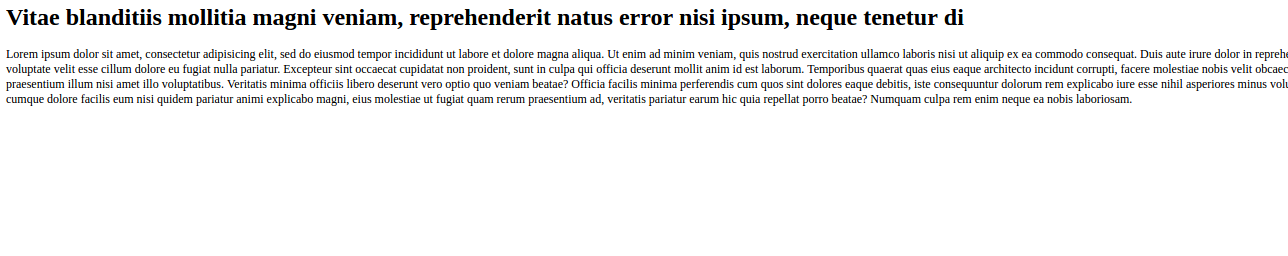 Vitae blanditiis mollitia magni veniam, reprehenderit natus error nisi ipsum, neque tenetur di
Lorem ipsum dolor sit amet, consectetur adipisicing elit, sed do eiusmod tempor incididunt ut labore et dolore magna aliqua. Ut enim ad minim veniam, quis nostrud exercitation ullamco laboris nisi ut aliquip ex ea commodo consequat. Duis aute irure dolor in
voluptate velit esse cillum dolore eu fugiat nulla pariatur. Excepteur sint occaecat cupidatat non proident, sunt in culpa qui officia deserunt mollit anim id est laborum. Temporibus quaerat quas eius eaque architecto incidunt corrupti, facere molestiae nobis velit
praesentium illum nisi amet illo voluptatibus. Veritatis minima officiis libero deserunt vero optio quo veniam beatae? Officia facilis minima perferendis cum quos sint dolores eaque debitis, iste consequuntur dolorum rem explicabo iure esse nihil asperiores minus
cumque dolore facilis eum nisi quidem pariatur animi explicabo magni, eius molestiae ut fugiat quam rerum praesentium ad, veritatis pariatur earum hic quia repellat porro beatae? Numquam culpa rem enim neque ea nobis laboriosam.